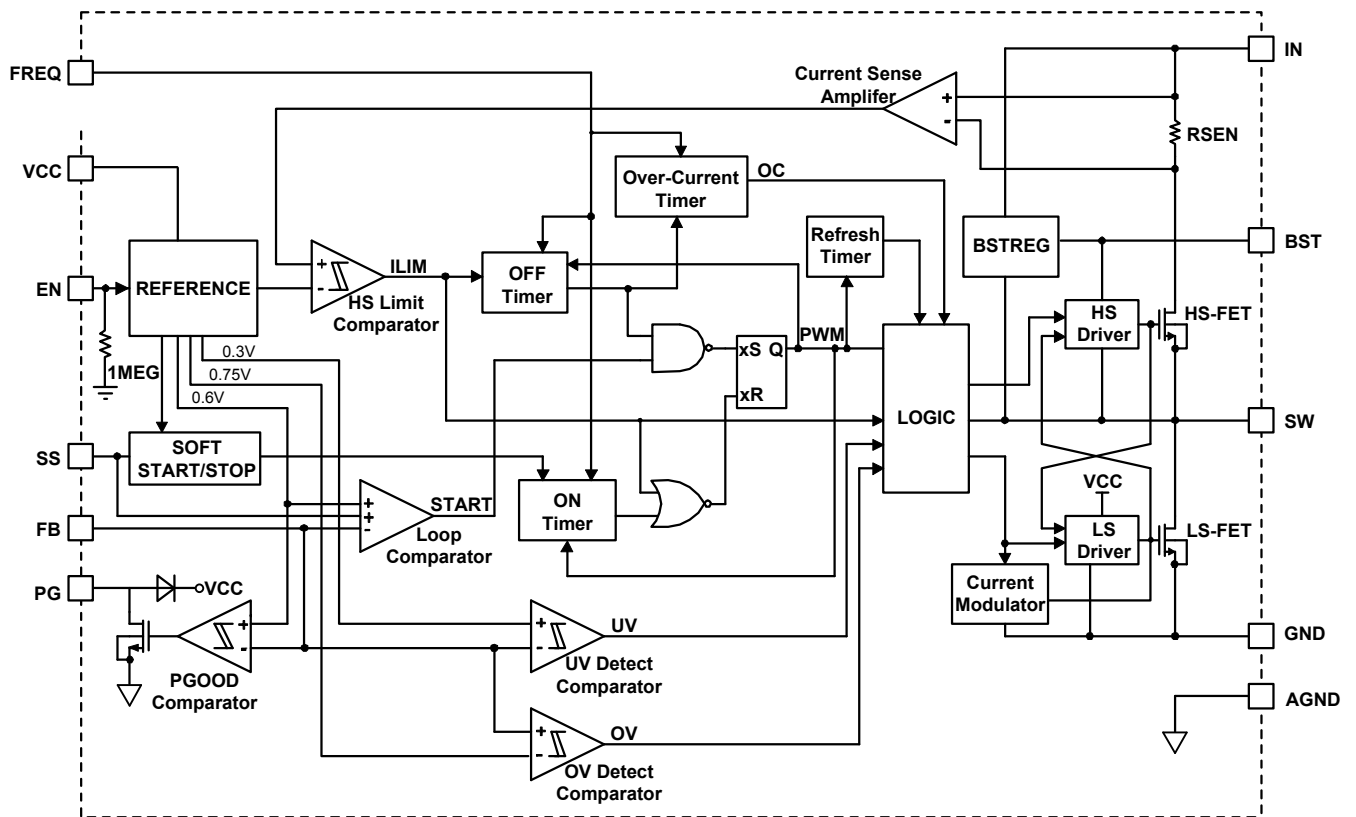 FREQ
IN
Current Sense
Amplifer
+
-
RSEN
VCC
Over-Current
Timer
OC
Refresh
Timer
BSTREG
BST
EN
REFERENCE
+
-
ILIM
HS Limit
Comparator
OFF
Timer
HS
Driver
HS-FET
1MEG
0.3V
0.75V
0.6V
xS Q
xR
PWM
LOGIC
SW
SS
SOFT
START/STOP
FB
+
+
-
START
Loop
Comparator
ON
Timer
VCC
LS
Driver
LS-FET
PG
VCC
Current
Modulator
+
-
PGOOD
Comparator
+
-
UV
UV Detect
Comparator
GND
+
-
OV
OV Detect
Comparator
AGND